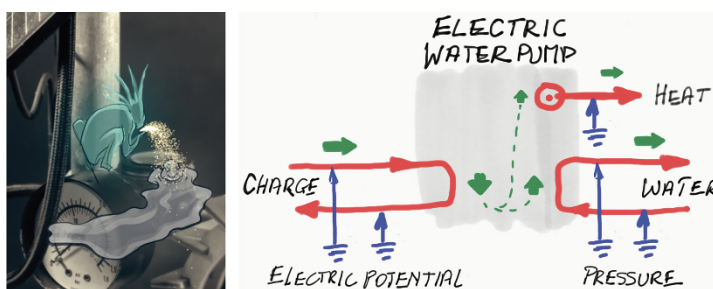 ELECTRIC
WATER PUMP
HEAT
CHARGE
WATER
ELECTRIC POTENTIAL
PRESSURE